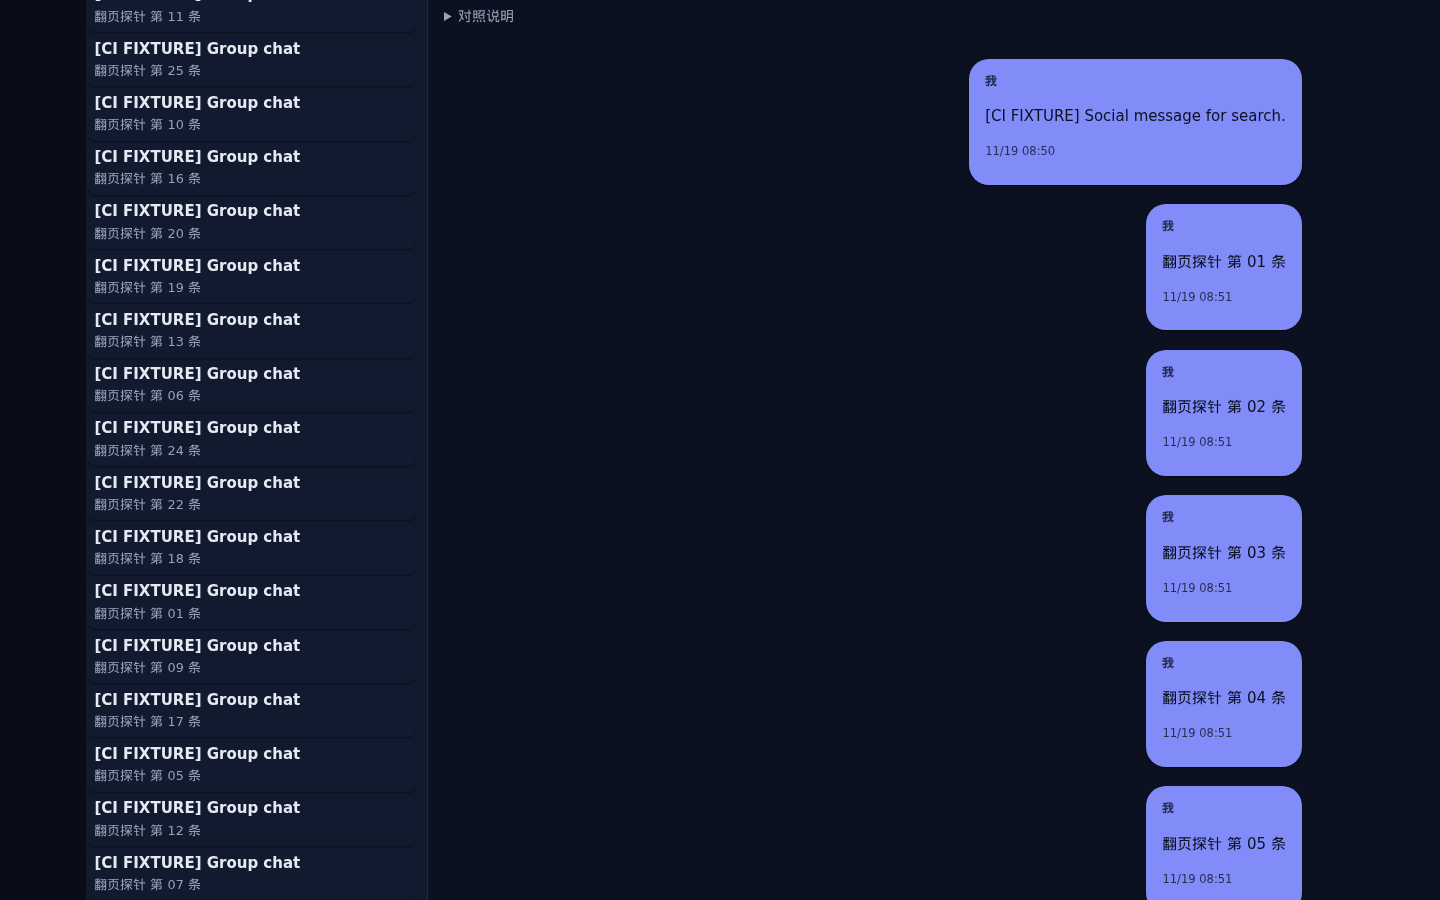 翻页探针 第 11 条
[CI FIXTURE] Group chat
翻页探针 第 25 条
[CI FIXTURE] Group chat
翻页探针 第 10 条
[CI FIXTURE] Group chat
翻页探针 第 16 条
[CI FIXTURE] Group chat
翻页探针 第 20 条
[CI FIXTURE] Group chat
翻页探针 第 19 条
[CI FIXTURE] Group chat
翻页探针 第 13 条
[CI FIXTURE] Group chat
翻页探针 第 06 条
[CI FIXTURE] Group chat
翻页探针 第 24 条
[CI FIXTURE] Group chat
翻页探针 第 22 条
[CI FIXTURE] Group chat
翻页探针 第 18 条
[CI FIXTURE] Group chat
翻页探针 第 01 条
[CI FIXTURE] Group chat
翻页探针 第 09 条
[CI FIXTURE] Group chat
翻页探针 第 17 条
[CI FIXTURE] Group chat
翻页探针 第 05 条
[CI FIXTURE] Group chat
翻页探针 第 12 条
[CI FIXTURE] Group chat
翻页探针 第 07 条
▶ 对照说明
我
[CI FIXTURE] Social message for search.
11/19 08:50
我
翻页探针 第 01 条
11/19 08:51
我
翻页探针 第 02 条
11/19 08:51
我
翻页探针 第 03 条
11/19 08:51
我
翻页探针 第 04 条
11/19 08:51
我
翻页探针 第 05 条
11/19 08:51